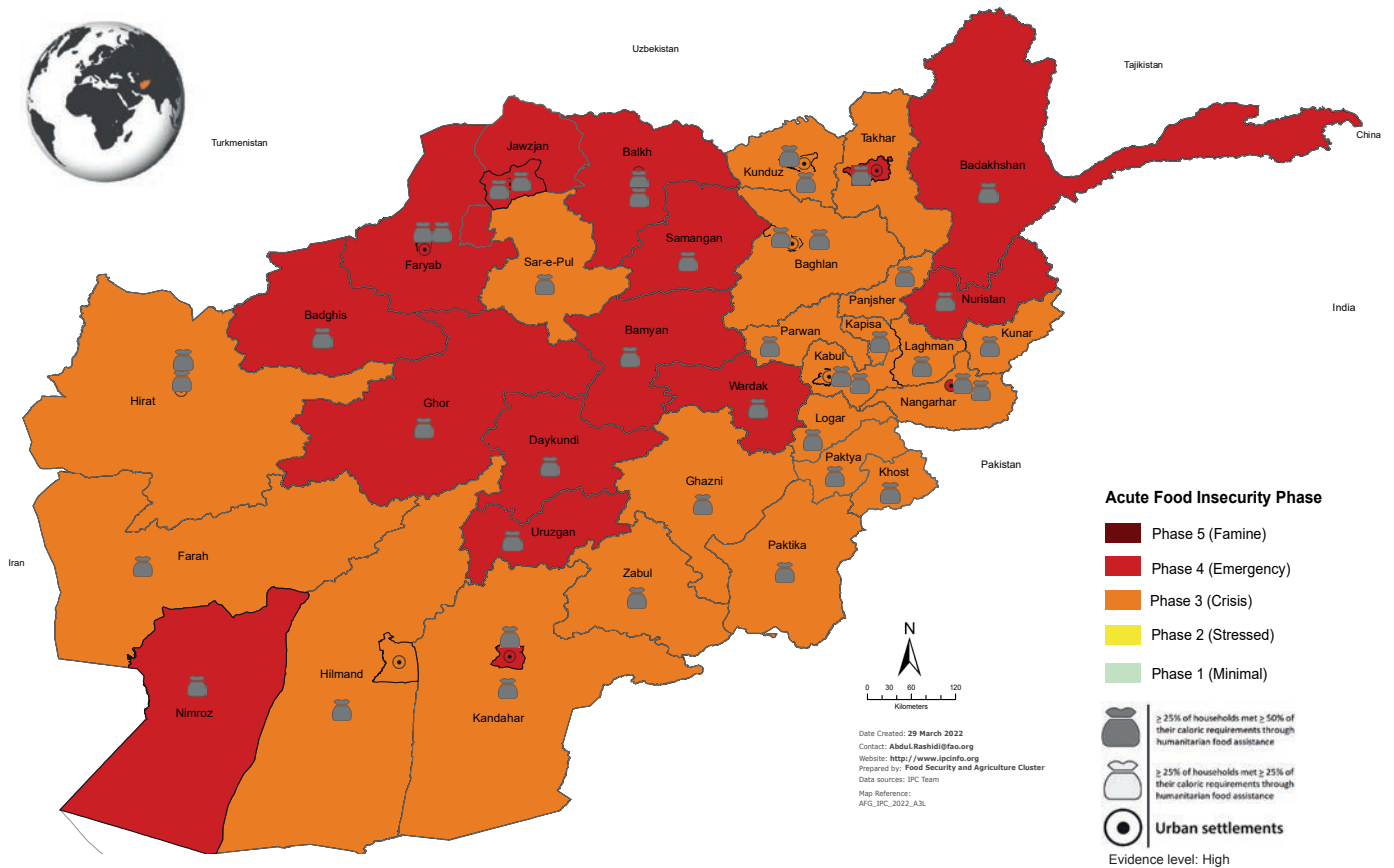 Uzbekistan
Tajikistan
Turkmenistan
China
Jawzjan
Balkh
Kunduz
Takhar
Badakhshan
Faryab
Sar-e-Pul
Samangan
Baghlan
Badghis
Bamyan
Panjsher
Nuristan
India
Parwan
Kapisa
Laghman
Kunar
Kabul
Hirat
Ghor
Wardak
Nangarhar
Daykundi
Logar
Paktya
Khost
Pakistan
Ghazni
Uruzgan
Iran
Farah
Paktika
Zabul
Hilmand
Nimroz
Kandahar
N
0 30 60 120
Kilometers
Date Created: 29 March 2022
Contact: Abdul.Rashidi@fao.org
Website: http://www.ipcinfo.org
Prepared by: Food Security and Agriculture Cluster
Data sources: IPC Team
Map Reference:
AFG_IPC_2022_A3L
Acute Food Insecurity Phase
Phase 5 (Famine)
Phase 4 (Emergency)
Phase 3 (Crisis)
Phase 2 (Stressed)
Phase 1 (Minimal)
≥ 25% of households met ≥ 50% of
their caloric requirements through
humanitarian food assistance
≥ 25% of households met ≥ 25% of
their caloric requirements through
humanitarian food assistance
Urban settlements
Evidence level: High